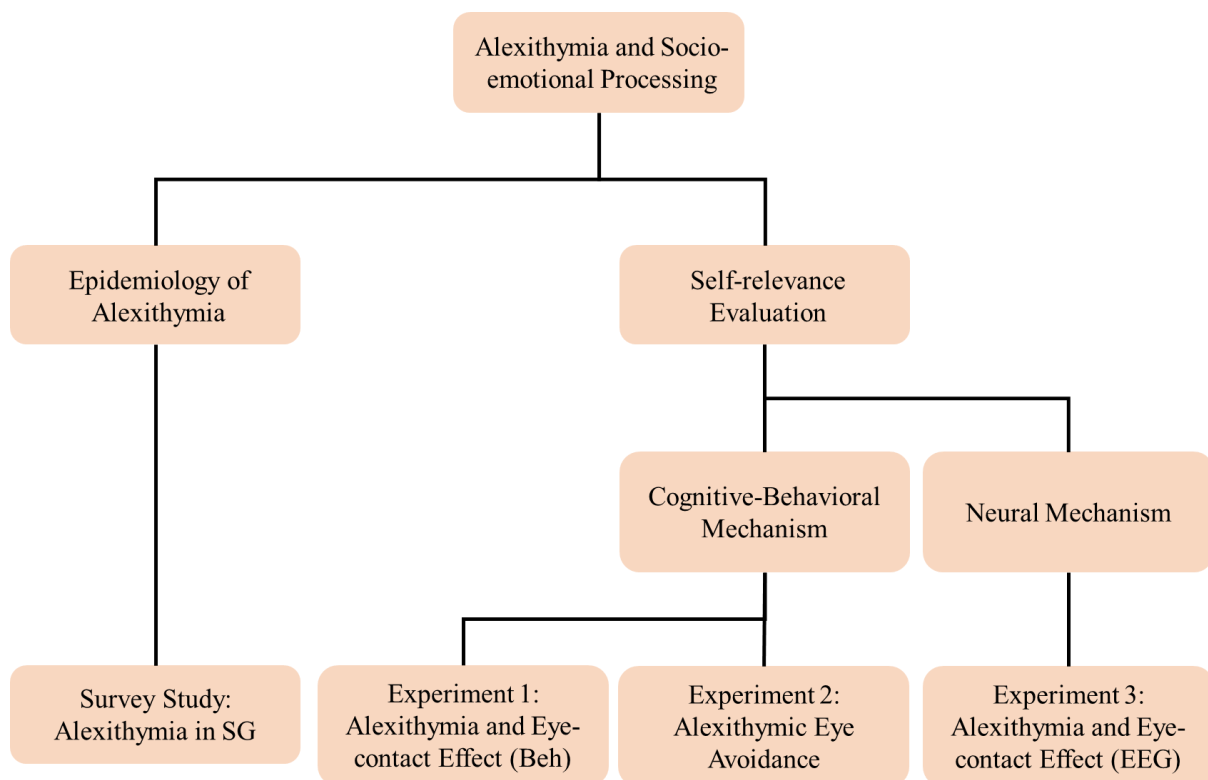 Alexithymia and Socio-
emotional Processing
Epidemiology of
Alexithymia
Self-relevance
Evaluation
Cognitive-Behavioral
Mechanism
Neural Mechanism
Survey Study:
Alexithymia in SG
Experiment 1:
Alexithymia and Eye-
contact Effect (Beh)
Experiment 2:
Alexithymic Eye
Avoidance
Experiment 3:
Alexithymia and Eye-
contact Effect (EEG)